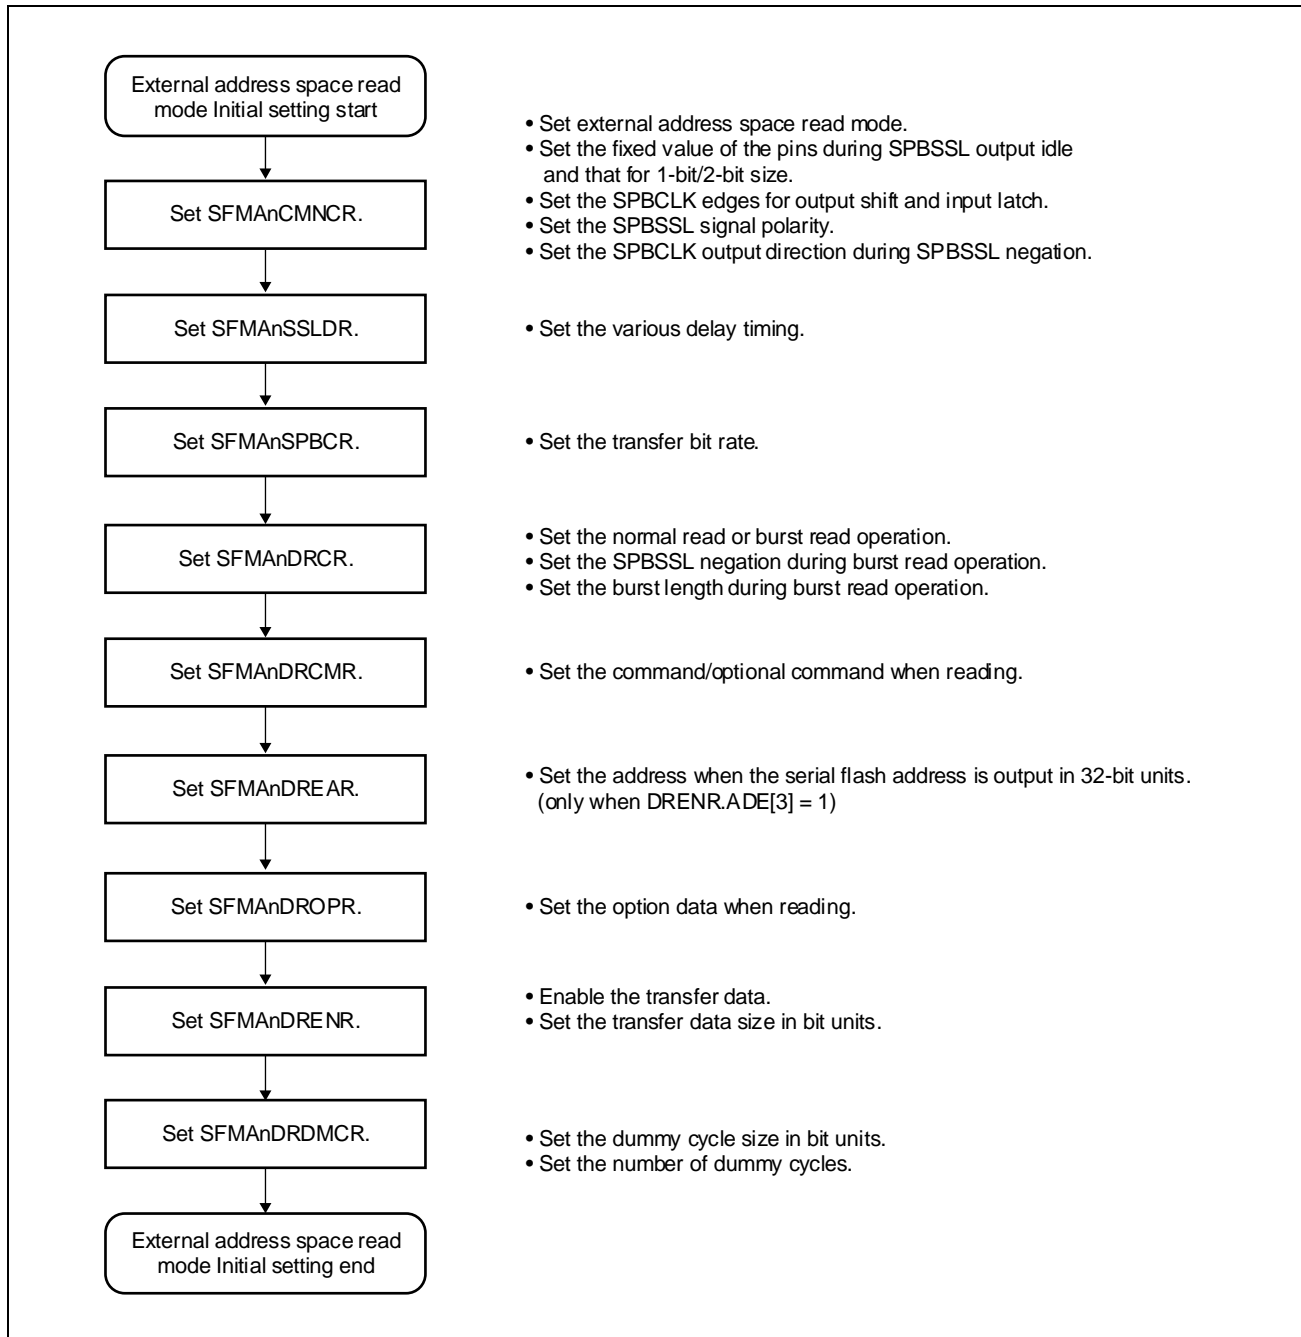 External address space read
mode Initial setting start
• Set external address space read mode.
• Set the fixed value of the pins during SPBSSL output idle
and that for 1-bit/2-bit size.
• Set the SPBCLK edges for output shift and input latch.
• Set the SPBSSL signal polarity.
• Set the SPBCLK output direction during SPBSSL negation.
Set SFMAnCMNCR.
Set SFMAnSSLDR.
• Set the various delay timing.
Set SFMAnSPBCR.
• Set the transfer bit rate.
Set SFMAnDRCR.
• Set the normal read or burst read operation.
• Set the SPBSSL negation during burst read operation.
• Set the burst length during burst read operation.
Set SFMAnDRCMR.
• Set the command/optional command when reading.
Set SFMAnDREAR.
• Set the address when the serial flash address is output in 32-bit units.
(only when DRENR.ADE[3] = 1)
Set SFMAnDROPR.
• Set the option data when reading.
Set SFMAnDRENR.
• Enable the transfer data.
• Set the transfer data size in bit units.
Set SFMAnDRDMCR.
• Set the dummy cycle size in bit units.
• Set the number of dummy cycles.
External address space read
mode Initial setting end